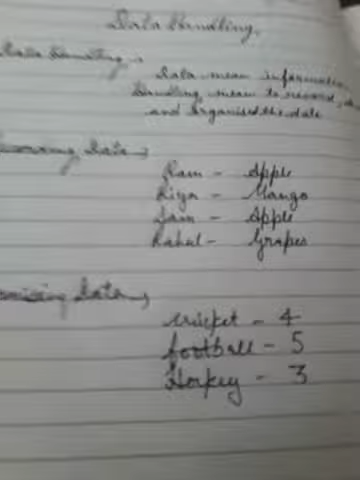 Data Handling,
Data Handling,
Data mean information,
Handling mean to record,
and Organised the date
Data,
Ram - Apple
Riya - Mango
Sam - Apple
Rahul - Grapes
Data,
Cricket - 4
football - 5
Hockey - 3